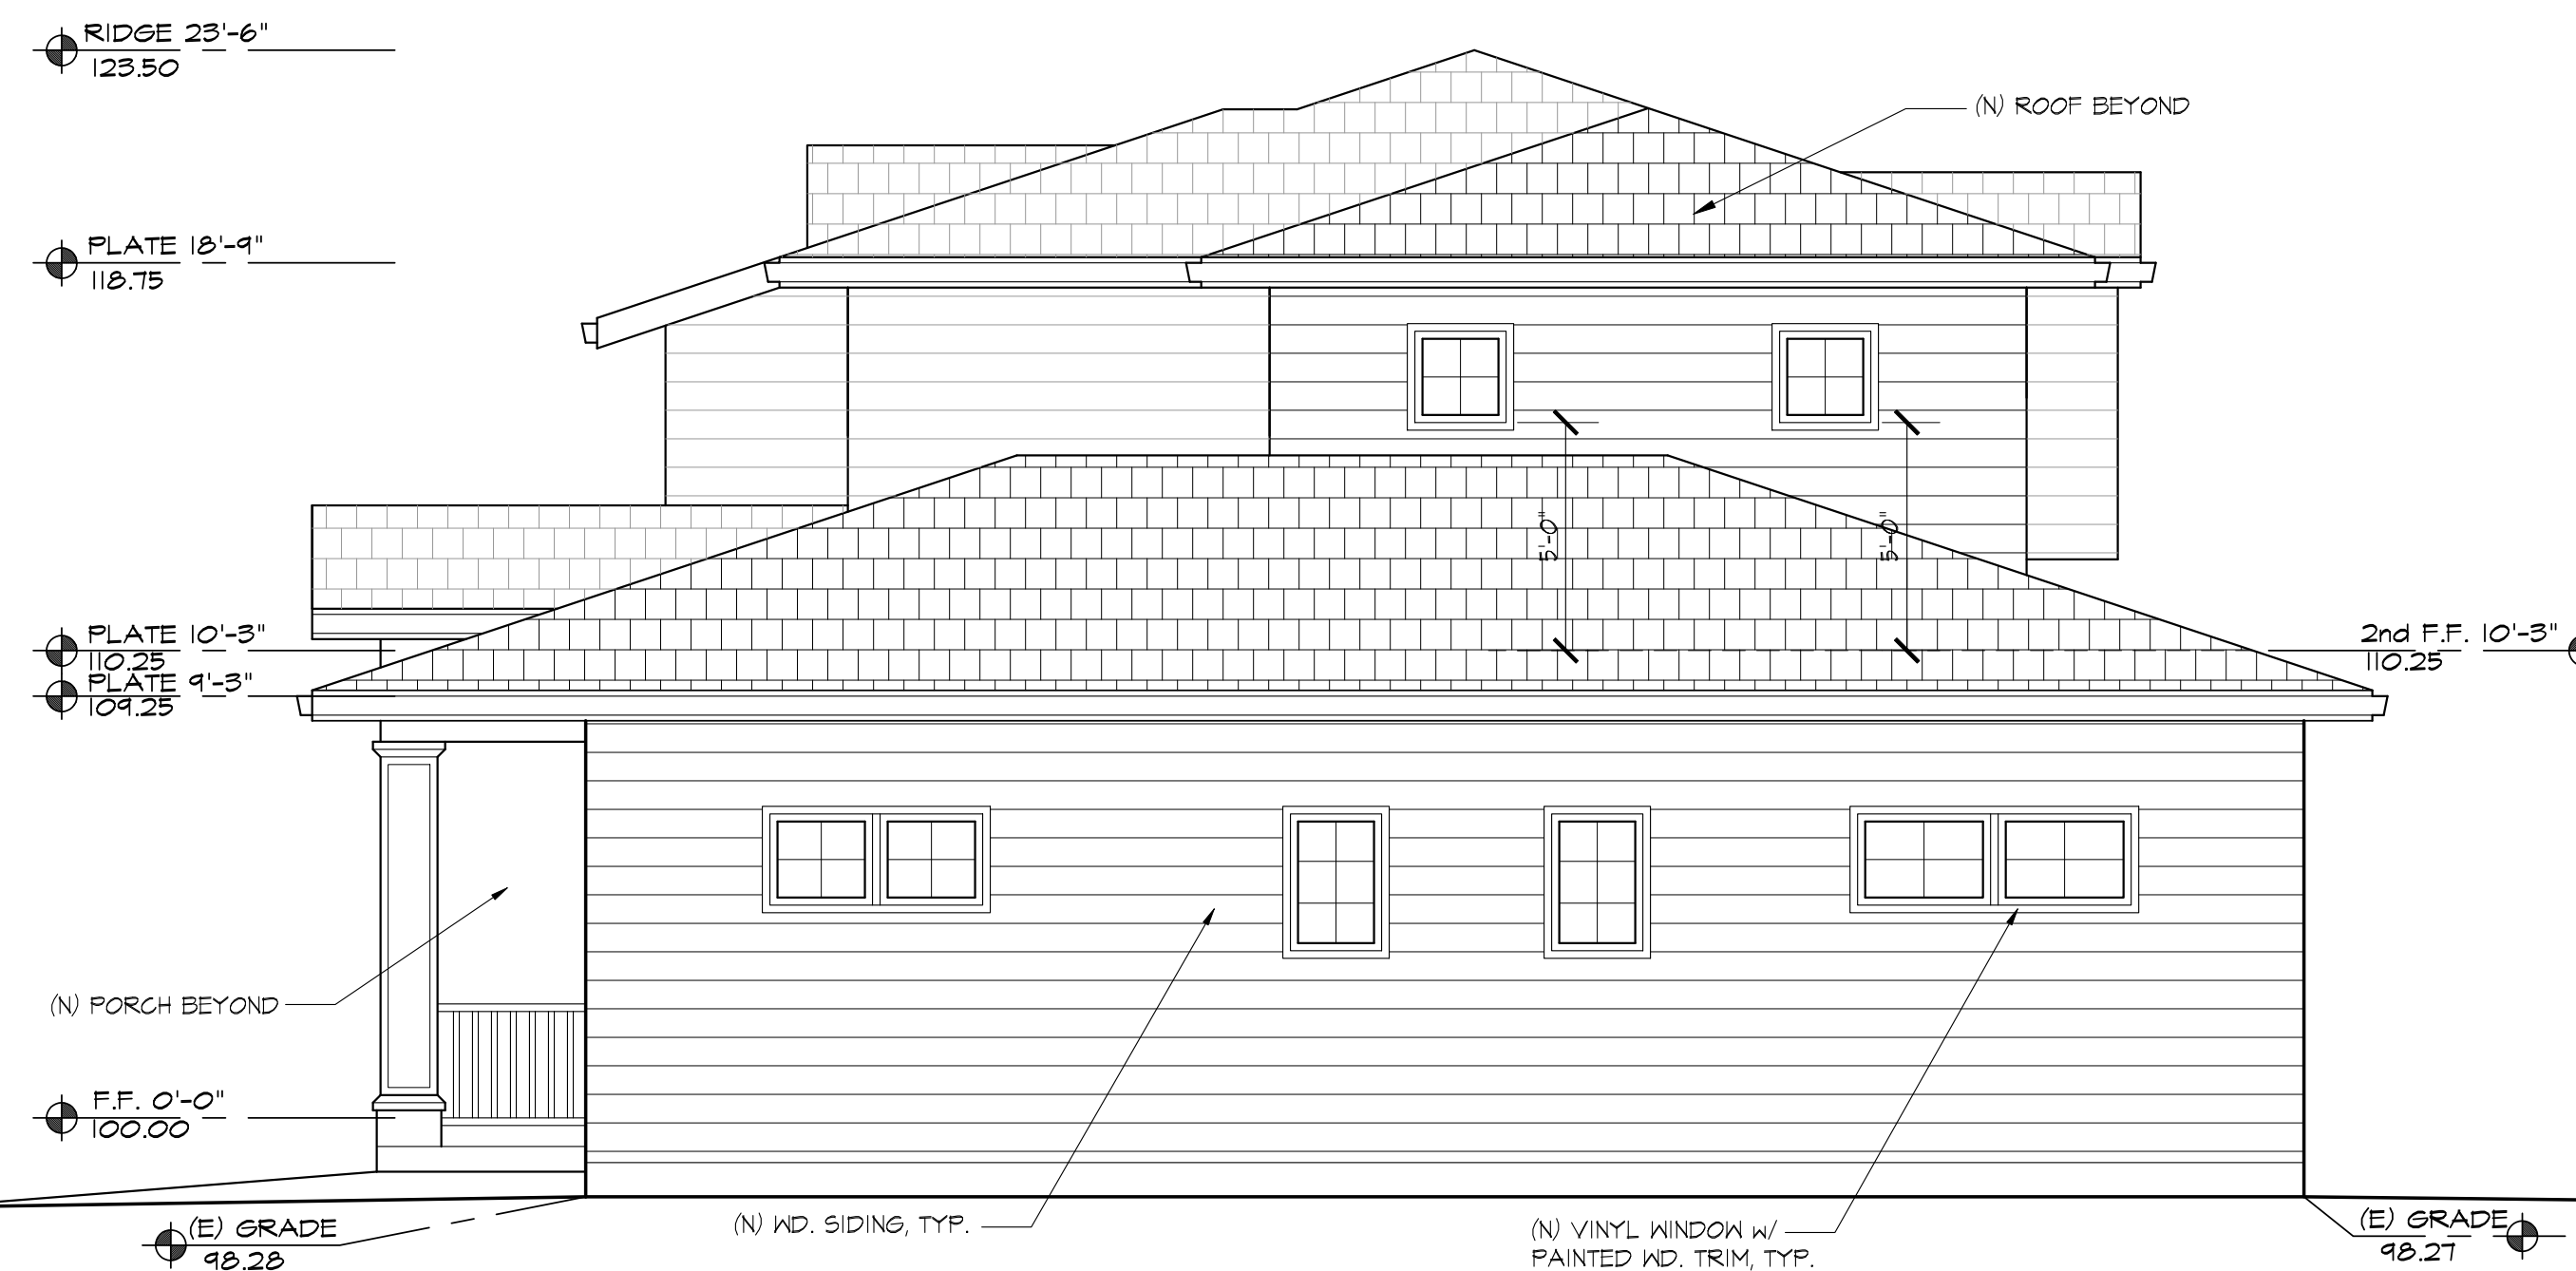 RIDGE 23'-6"
123.50
(N) ROOF BEYOND
PLATE 18'-9"
118.75
5'-0"
5'-0"
PLATE 10'-3"
110.25
PLATE 9'-3"
109.25
2nd F.F. 10'-3"
110.25
(N) PORCH BEYOND
F.F. 0'-0"
100.00
(E) GRADE
98.28
(N) WD. SIDING, TYP.
(N) VINYL WINDOW w/
PAINTED WD. TRIM, TYP.
(E) GRADE
98.27